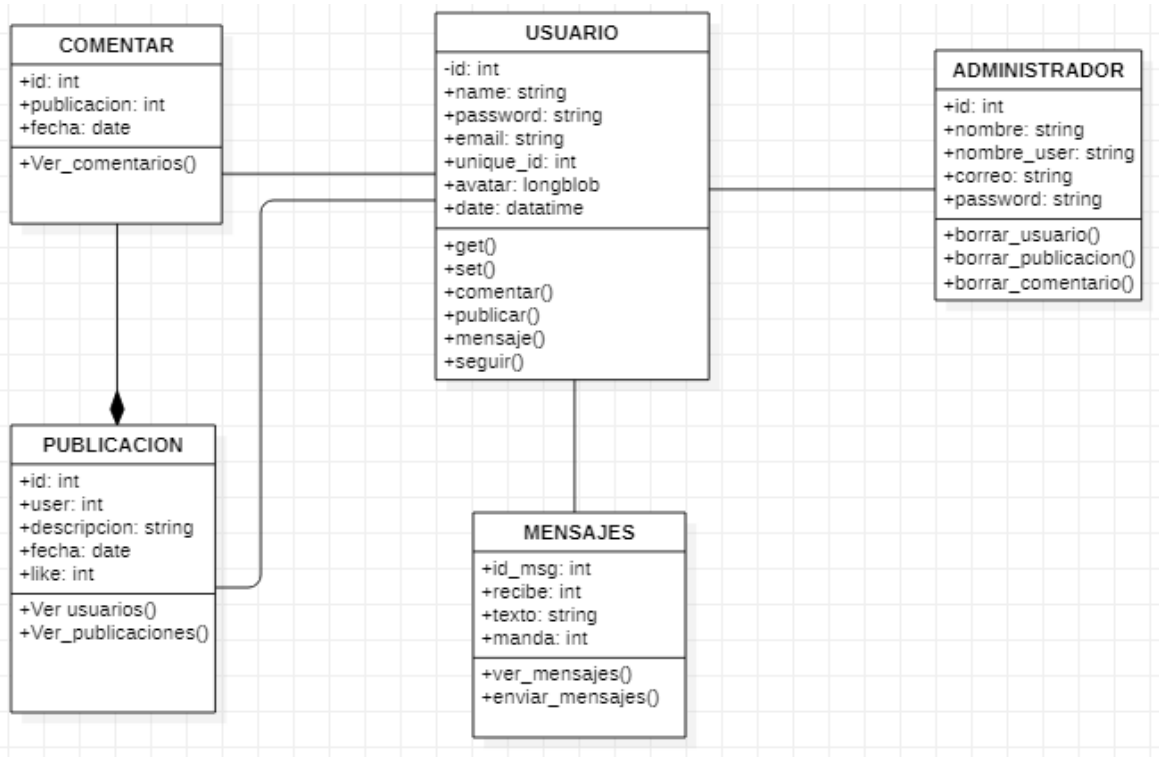 COMENTAR
+id: int
+publicacion: int
+fecha: date
+Ver_comentarios()
USUARIO
-id: int
+name: string
+password: string
+email: string
+unique_id: int
+avatar: longblob
+date: datatime
+get()
+set()
+comentar()
+publicar()
+mensaje()
+seguir()
ADMINISTRADOR
+id: int
+nombre: string
+nombre_user: string
+correo: string
+password: string
+borrar_usuario()
+borrar_publicacion()
+borrar_comentario()
PUBLICACION
+id: int
+user: int
+descripcion: string
+fecha: date
+like: int
+Ver usuarios()
+Ver_publicaciones()
MENSAJES
+id_msg: int
+recibe: int
+texto: string
+manda: int
+ver_mensajes()
+enviar_mensajes()